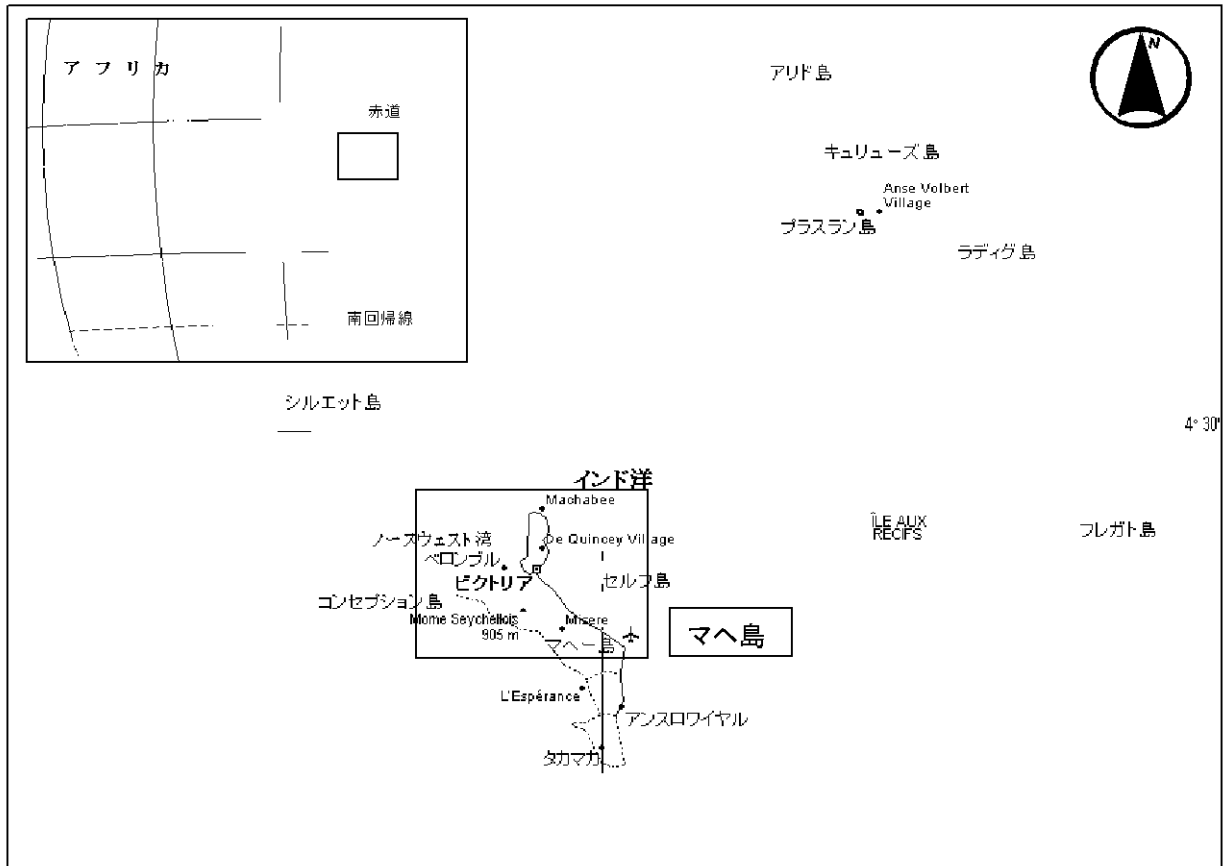 アフリカ
赤道
南回帰線
N
アリド島
キュリューズ島
Anse Volbert
Village
プラスラン島
ラディグ島
シルエット島
4° 30'
インド洋
Machabee
ノースウェスト湾
De Quincey Village
ベロンブル
ビクトリア
セルフ島
コンセプション島
Morne Seychellois
905 m
Misere
マヘー島
マヘ島
ÎLE AUX
RECIFS
フレガト島
L'Espérance
アンスロワイヤル
タカマカ